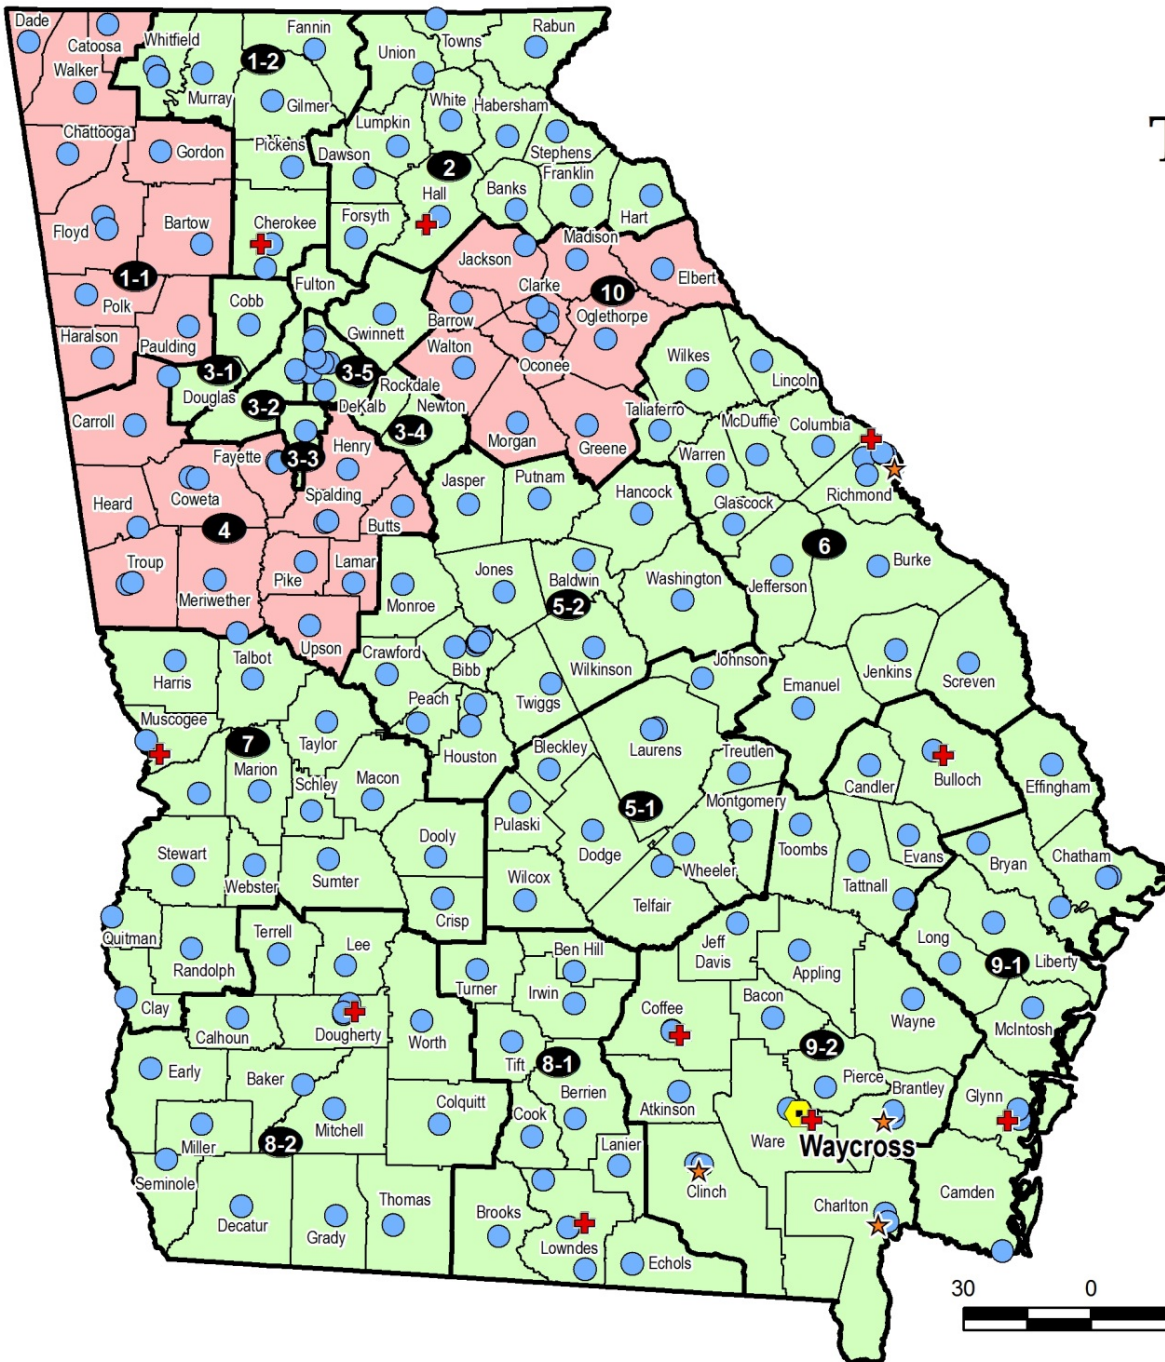 Dade
Catoosa
Whitfield
Fannin
Towns
Rabun
Union
1-2
Walker
Murray
Gilmer
White
Habersham
Lumpkin
Chattooga
Gordon
Pickens
Dawson
Stephens
2
Franklin
Hall
Banks
Hart
Floyd
Bartow
Cherokee
Forsyth
Madison
Jackson
1-1
Fulton
Clarke
10
Elbert
Polk
Cobb
Barrow
Oglethorpe
Haralson
Paulding
Gwinnett
Walton
Oconee
Wilkes
3-1
3-5
Lincoln
Douglas
Rockdale
3-2
DeKalb
Newton
Taliaferro
Carroll
3-4
McDuffie
Columbia
Morgan
Greene
Henry
Fayette
3-3
Warren
Jasper
Putnam
Coweta
Spalding
Hancock
Richmond
Heard
Butts
Glascock
4
6
Troup
Pike
Lamar
Jones
Baldwin
Washington
Jefferson
Burke
Meriwether
Monroe
5-2
Upson
Crawford
Bibb
Wilkinson
Johnson
Jenkins
Talbot
Harris
Twiggs
Emanuel
Screven
Peach
Muscogee
7
Taylor
Houston
Bleckley
Laurens
Treutlen
Marion
Schley
Macon
Candler
Bulloch
Effingham
5-1
Montgomery
Pulaski
Dooly
Stewart
Dodge
Toombs
Evans
Bryan
Chatham
Webster
Sumter
Wilcox
Wheeler
Tattnall
Crisp
Telfair
Quitman
Terrell
Lee
Jeff
Davis
Long
Randolph
Ben Hill
Appling
9-1
Liberty
Turner
Irwin
Clay
Coffee
Bacon
Calhoun
Dougherty
Worth
Wayne
McIntosh
9-2
Tift
8-1
Early
Baker
Berrien
Pierce
Brantley
Colquitt
Cook
Atkinson
Glynn
Mitchell
8-2
Miller
Ware
Waycross
Lanier
Seminole
Clinch
Camden
Decatur
Grady
Thomas
Brooks
Charlton
Lowndes
Echols
30
0
T